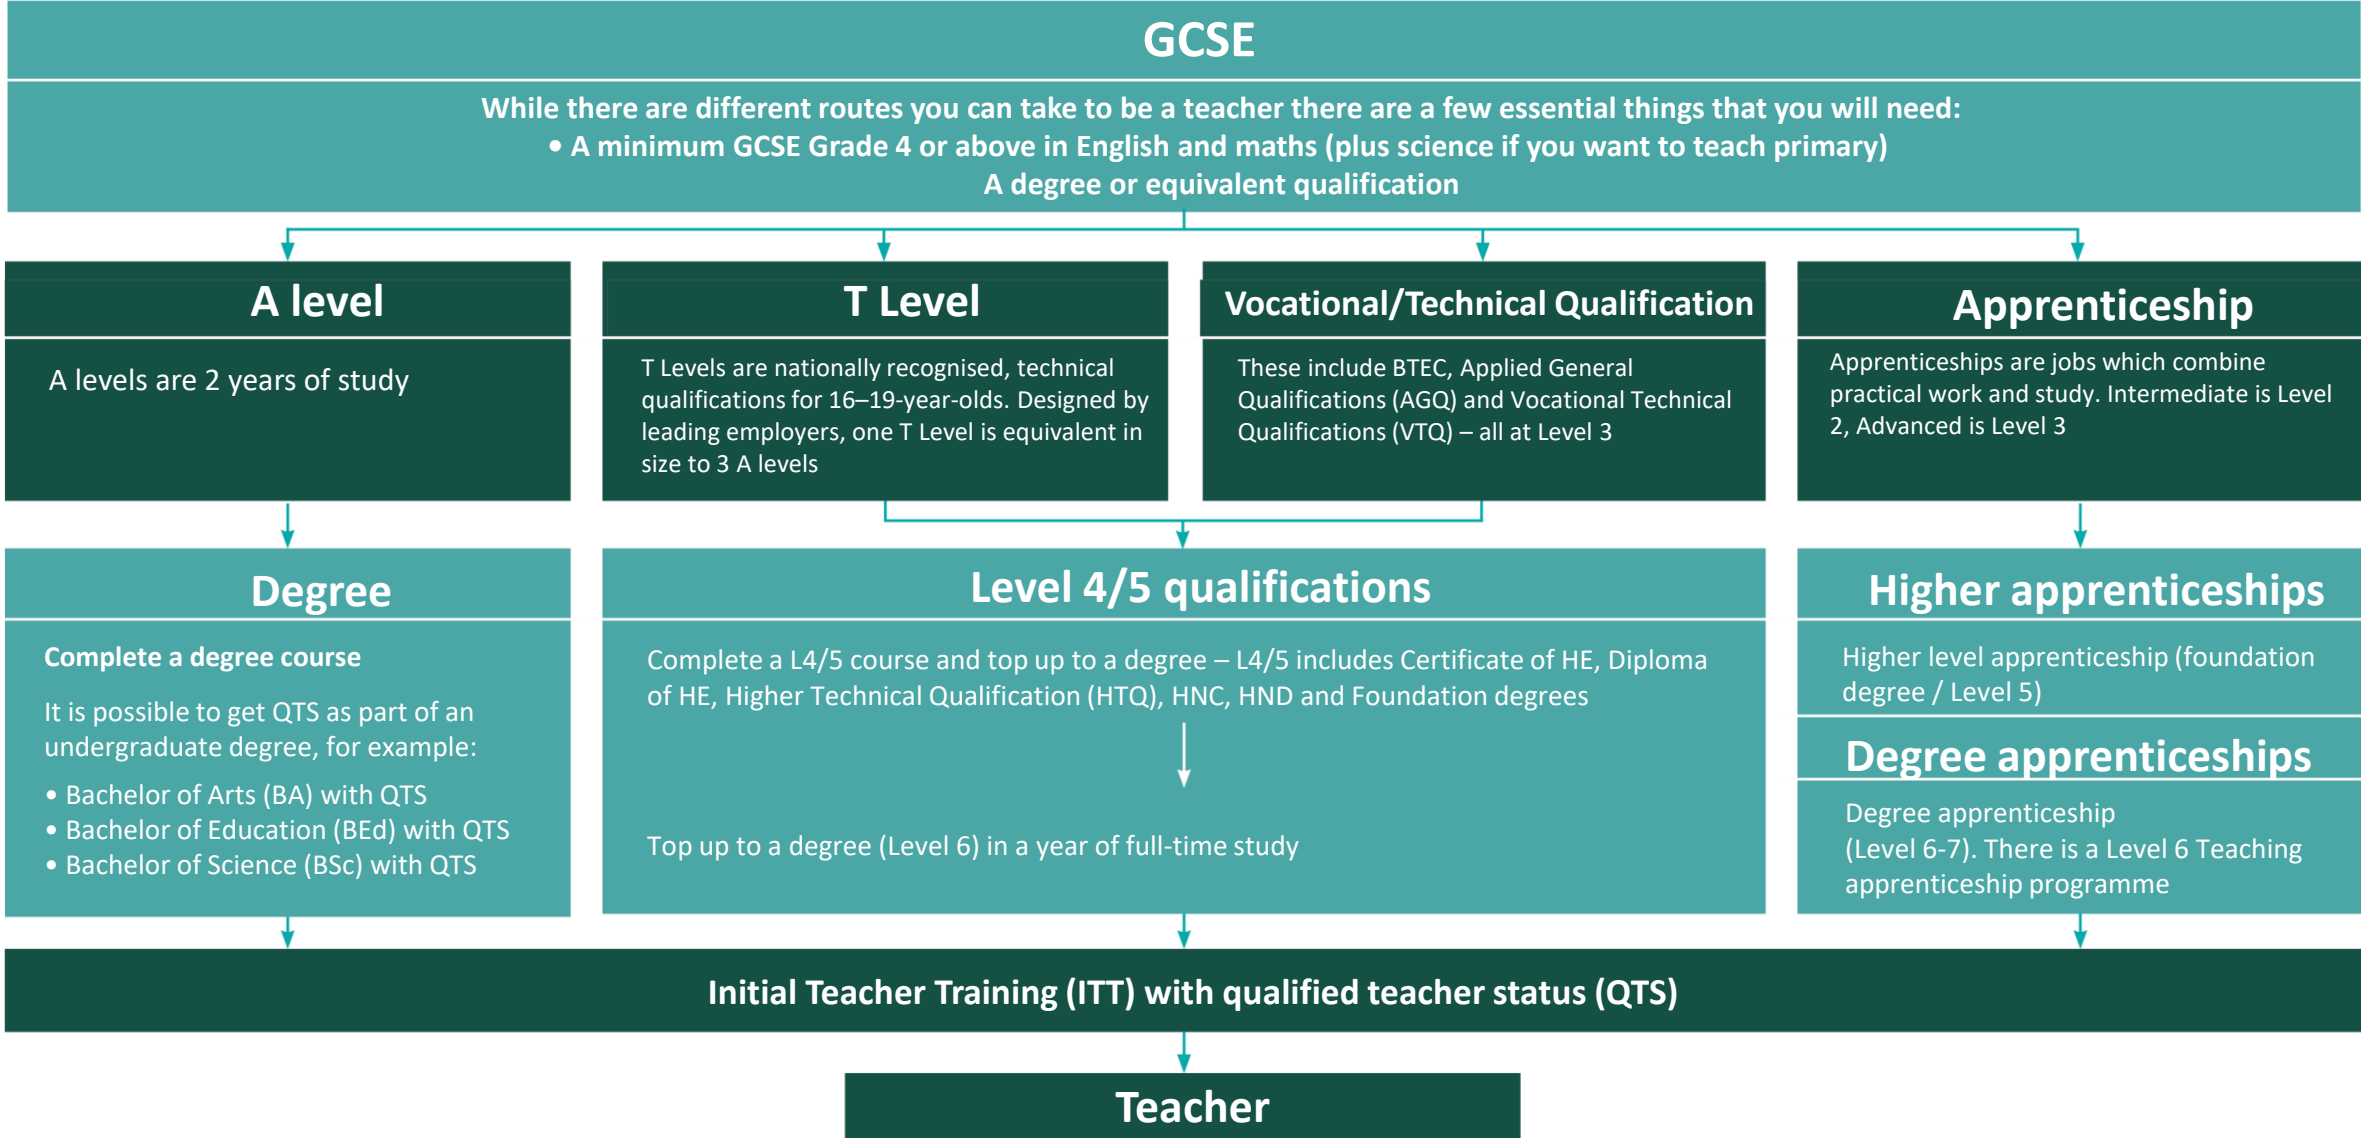 GCSE
While there are different routes you can take to be a teacher there are a few essential things that you will need:
• A minimum GCSE Grade 4 or above in English and maths (plus science if you want to teach primary)
A degree or equivalent qualification
A level
A levels are 2 years of study
T Level
T Levels are nationally recognised, technical
qualifications for 16–19-year-olds. Designed by
leading employers, one T Level is equivalent in
size to 3 A levels
Vocational/Technical Qualification
These include BTEC, Applied General
Qualifications (AGQ) and Vocational Technical
Qualifications (VTQ) – all at Level 3
Apprenticeship
Apprenticeships are jobs which combine
practical work and study. Intermediate is Level
2, Advanced is Level 3
Degree
Complete a degree course
It is possible to get QTS as part of an
undergraduate degree, for example:
• Bachelor of Arts (BA) with QTS
• Bachelor of Education (BEd) with QTS
• Bachelor of Science (BSc) with QTS
Level 4/5 qualifications
Complete a L4/5 course and top up to a degree – L4/5 includes Certificate of HE, Diploma
of HE, Higher Technical Qualification (HTQ), HNC, HND and Foundation degrees
Top up to a degree (Level 6) in a year of full-time study
Higher apprenticeships
Higher level apprenticeship (foundation
degree / Level 5)
Degree apprenticeships
Degree apprenticeship
(Level 6-7). There is a Level 6 Teaching
apprenticeship programme
Initial Teacher Training (ITT) with qualified teacher status (QTS)
Teacher